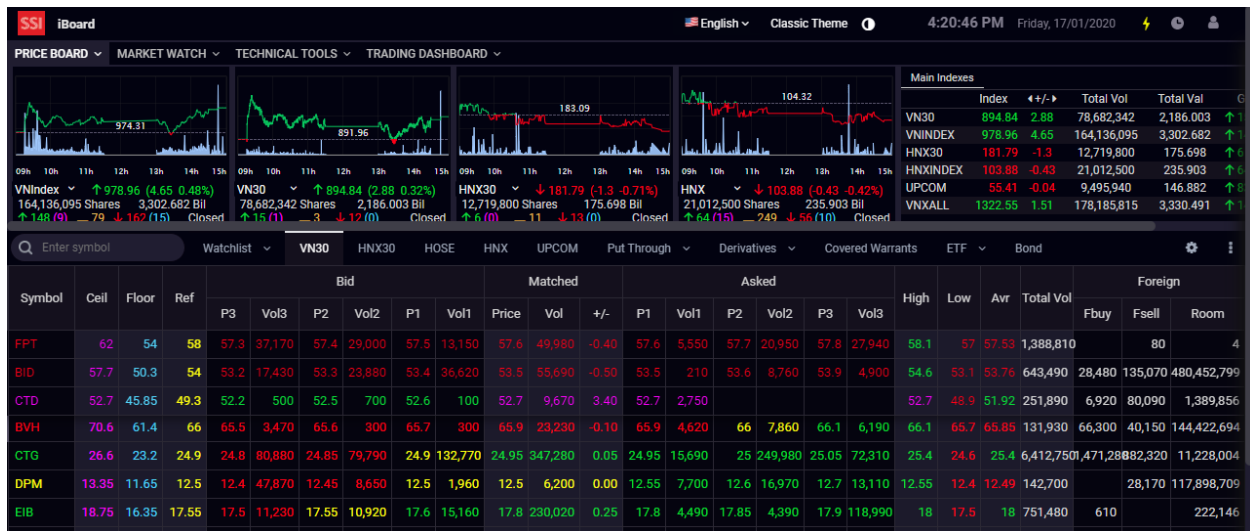 SSI iBoard English Classic Theme 4:20:46 PM Friday, 17/01/2020
PRICE BOARD MARKET WATCH TECHNICAL TOOLS TRADING DASHBOARD
974.31
09h 10h 11h 12h 13h 14h 15h
VNIndex 978.96 (4.65 0.48%)
164,136,095 Shares 3,302.682 Bil
148 (9) 79 162 (15) Closed
891.96
09h 10h 11h 12h 13h 14h 15h
VN30 894.84 (2.88 0.32%)
78,682,342 Shares 2,186.003 Bil
15 (1) 3 12 (0) Closed
183.09
09h 10h 11h 12h 13h 14h 15h
HNX30 181.79 (-1.3 -0.71%)
12,719,800 Shares 175.698 Bil
6 (0) 11 13 (0) Closed
104.32
09h 10h 11h 12h 13h 14h 15h
HNX 103.88 (-0.43 -0.42%)
21,012,500 Shares 235.903 Bil
64 (15) 249 56 (10) Closed
Main Indexes
Index +/- Total Vol Total Val
VN30 894.84 2.88 78,682,342 2,186.003
VNINDEX 978.96 4.65 164,136,095 3,302.682
HNX30 181.79 -1.3 12,719,800 175.698
HNXINDEX 103.88 -0.43 21,012,500 235.903
UPCOM 55.41 -0.04 9,495,940 146.882
VNXALL 1322.55 1.51 178,185,815 3,330.491
Enter symbol Watchlist VN30 HNX30 HOSE HNX UPCOM Put Through Derivatives Covered Warrants ETF Bond
Symbol Ceil Floor Ref Bid Matched Asked High Low Avr Total Vol Foreign
P3 Vol3 P2 Vol2 P1 Vol1 Price Vol +/- P1 Vol1 P2 Vol2 P3 Vol3 Fbuy Fsell Room
FPT 62 54 58 57.3 37,170 57.4 29,000 57.5 13,150 57.6 49,980 -0.40 57.6 5,550 57.7 20,950 57.8 27,940 58.1 57 57.53 1,388,810 80 4
BID 57.7 50.3 54 53.2 17,430 53.3 23,880 53.4 36,620 53.5 55,690 -0.50 53.5 210 53.6 8,760 53.9 4,900 54.6 53.1 53.76 643,490 28,480 135,070 480,452,799
CTD 52.7 45.85 49.3 52.2 500 52.5 700 52.6 100 52.7 9,670 3.40 52.7 2,750 52.7 48.9 51.92 251,890 6,920 80,090 1,389,856
BVH 70.6 61.4 66 65.5 3,470 65.6 300 65.7 300 65.9 23,230 -0.10 65.9 4,620 66 7,860 66.1 6,190 66.1 65.7 65.85 131,930 66,300 40,150 144,422,694
CTG 26.6 23.2 24.9 24.8 80,880 24.85 79,790 24.9 132,770 24.95 347,280 0.05 24.95 15,690 25 249,980 25.05 72,310 25.4 24.6 25.4 6,412,750 11,228,004
DPM 13.35 11.65 12.5 12.4 47,870 12.45 8,650 12.5 1,960 12.5 6,200 0.00 12.55 7,700 12.6 16,970 12.7 13,110 12.55 12.4 12.49 142,700 28,170 117,898,709
EIB 18.75 16.35 17.55 17.5 11,230 17.55 10,920 17.6 15,160 17.8 230,020 0.25 17.8 4,490 17.85 4,390 17.9 118,990 18 17.5 18 751,480 610 222,146